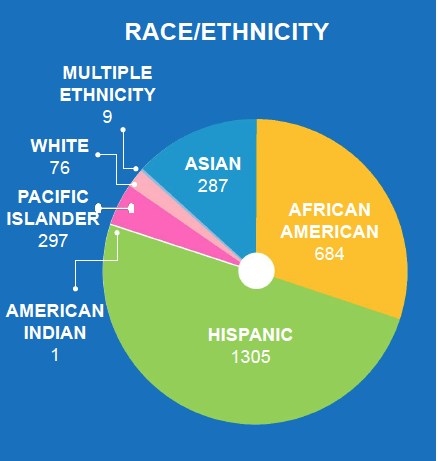 RACE/ETHNICITY
MULTIPLE
ETHNICITY
9
WHITE
76
PACIFIC
ISLANDER
297
AMERICAN
INDIAN
1
ASIAN
287
AFRICAN
AMERICAN
684
HISPANIC
1305